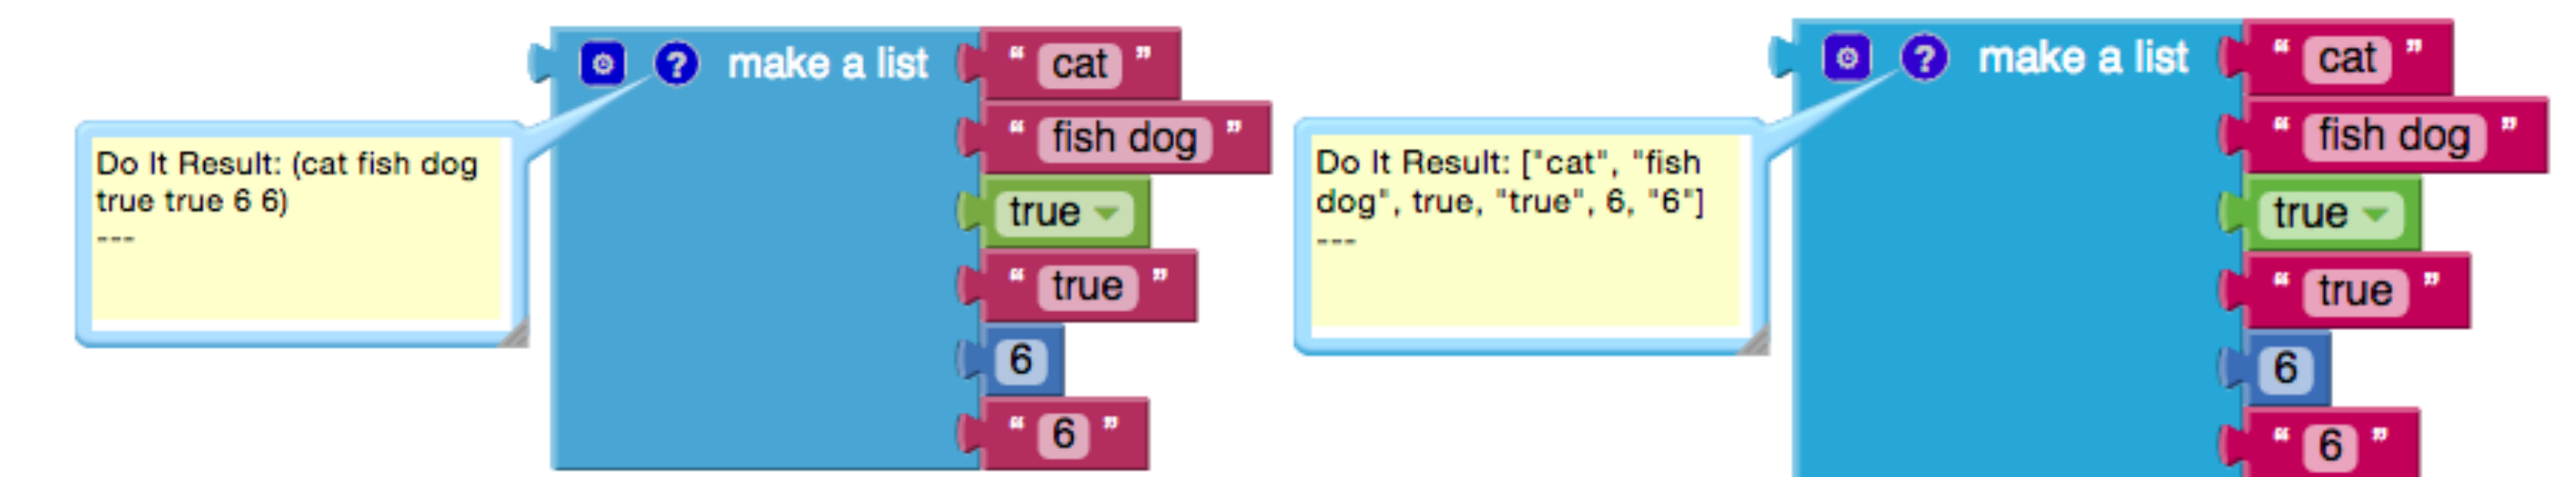 ? make a list “ cat ”
“ fish dog ”
Do It Result: (cat fish dog
true true 6 6)
---
true
“ true ”
6
“ 6 ”
? make a list “ cat ”
“ fish dog ”
Do It Result: ["cat", "fish
dog", true, "true", 6, "6"]
---
true
“ true ”
6
“ 6 ”